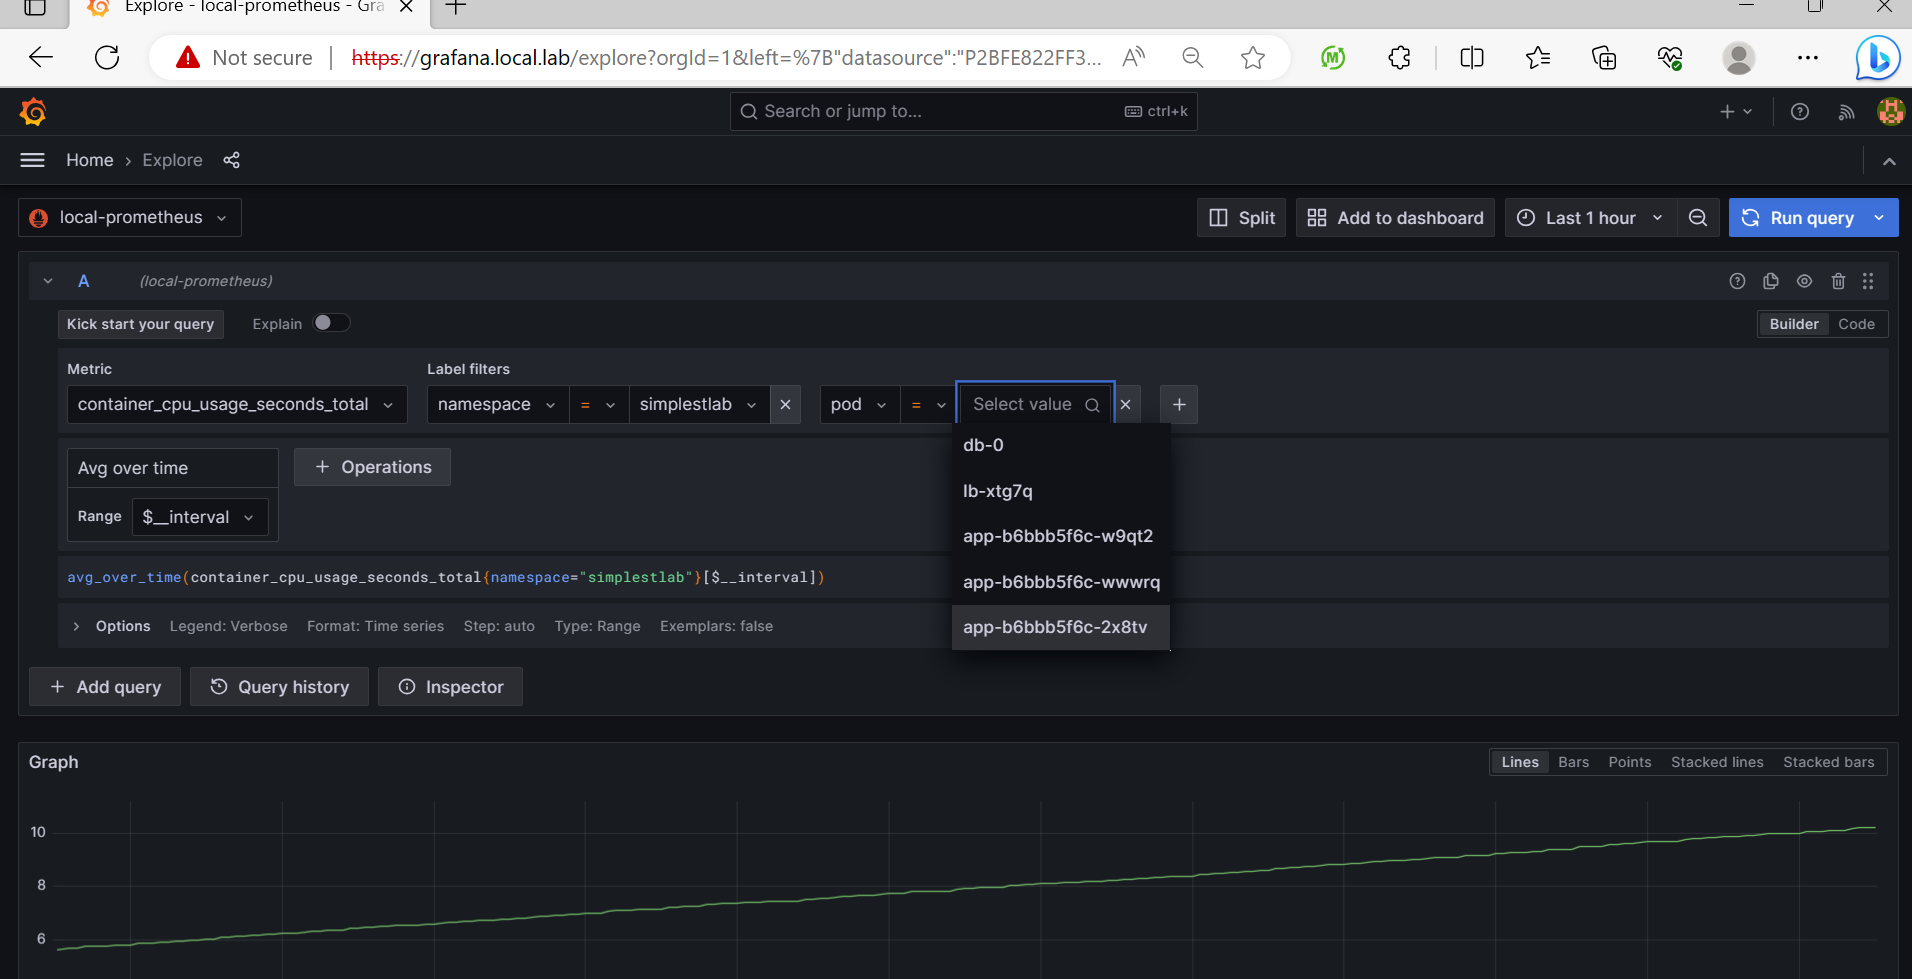 Explore - local-prometheus - Gra
Not secure https://grafana.local.lab/explore?orgId=1&left=%7B"datasource":"P2BFE822FF3...
Search or jump to... ctrl+k
Home › Explore
local-prometheus Split Add to dashboard Last 1 hour Run query
A (local-prometheus)
Kick start your query Explain Builder Code
Metric Label filters
container_cpu_usage_seconds_total namespace = simplestlab pod = Select value
db-0
lb-xtg7q
app-b6bbb5f6c-w9qt2
app-b6bbb5f6c-wwwrq
app-b6bbb5f6c-2x8tv
Avg over time + Operations
Range $__interval
avg_over_time(container_cpu_usage_seconds_total{namespace="simplestlab"}[$__interval])
Options Legend: Verbose Format: Time series Step: auto Type: Range Exemplars: false
+ Add query Query history Inspector
Graph Lines Bars Points Stacked lines Stacked bars
10
8
6